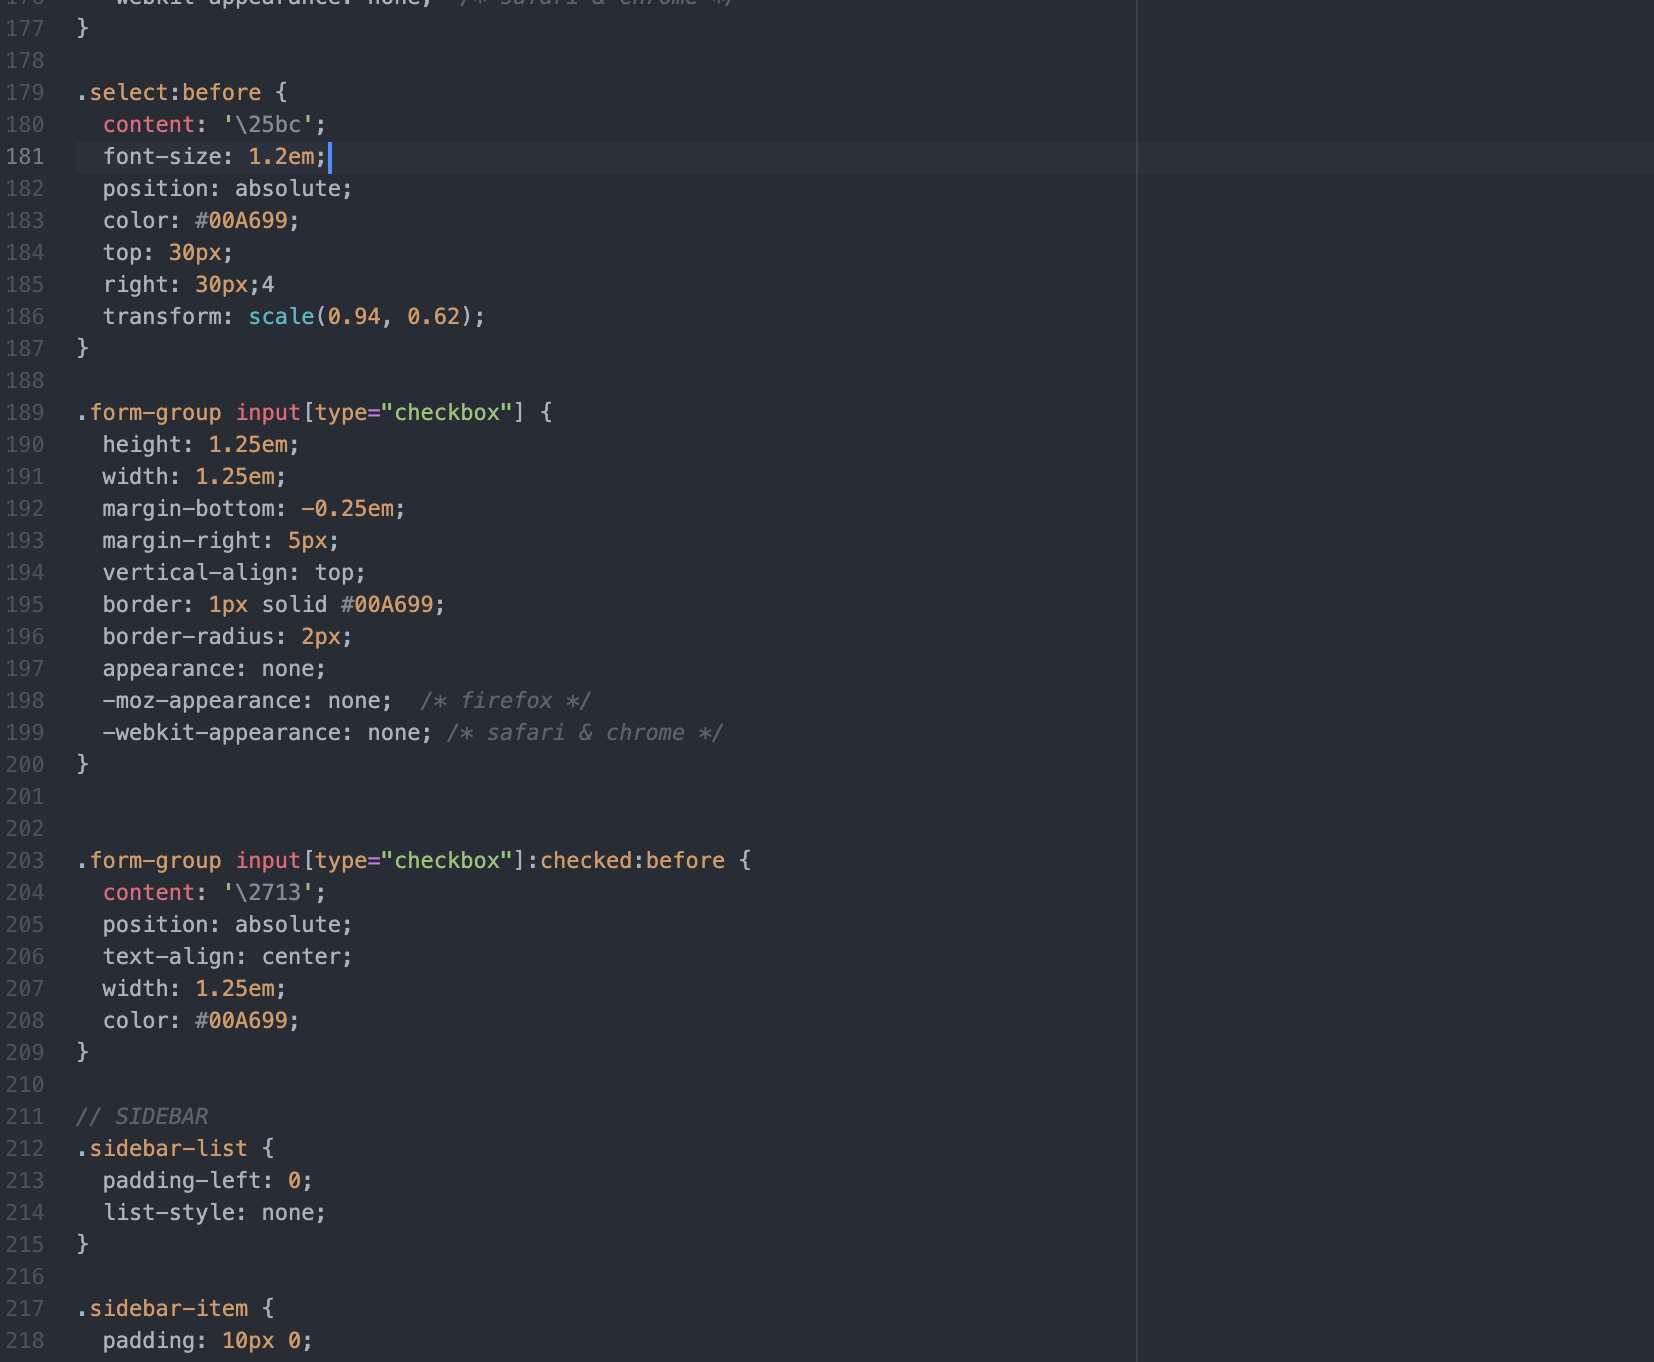 176   -webkit-appearance: none;  /* safari & chrome */
177 }
178
179 .select:before {
180   content: '\25bc';
181   font-size: 1.2em;
182   position: absolute;
183   color: #00A699;
184   top: 30px;
185   right: 30px;4
186   transform: scale(0.94, 0.62);
187 }
188
189 .form-group input[type="checkbox"] {
190   height: 1.25em;
191   width: 1.25em;
192   margin-bottom: -0.25em;
193   margin-right: 5px;
194   vertical-align: top;
195   border: 1px solid #00A699;
196   border-radius: 2px;
197   appearance: none;
198   -moz-appearance: none;  /* firefox */
199   -webkit-appearance: none; /* safari & chrome */
200 }
201
202
203 .form-group input[type="checkbox"]:checked:before {
204   content: '\2713';
205   position: absolute;
206   text-align: center;
207   width: 1.25em;
208   color: #00A699;
209 }
210
211 // SIDEBAR
212 .sidebar-list {
213   padding-left: 0;
214   list-style: none;
215 }
216
217 .sidebar-item {
218   padding: 10px 0;